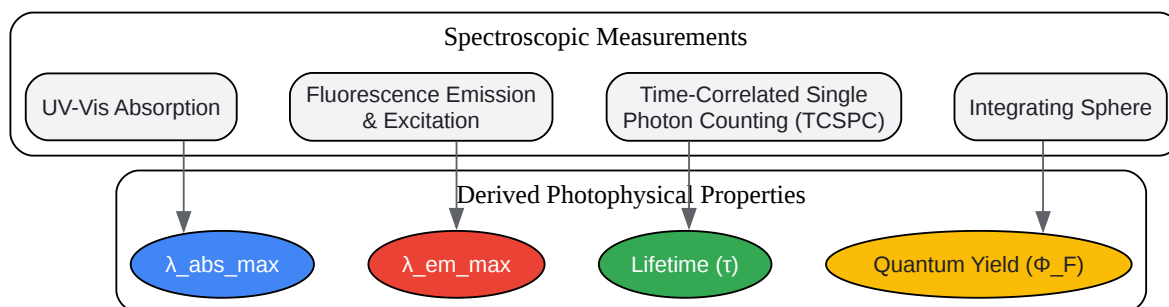 Spectroscopic Measurements
UV-Vis Absorption
Fluorescence Emission
& Excitation
Time-Correlated Single
Photon Counting (TCSPC)
Integrating Sphere
Derived Photophysical Properties
λ_abs_max
λ_em_max
Lifetime (τ)
Quantum Yield (Φ_F)